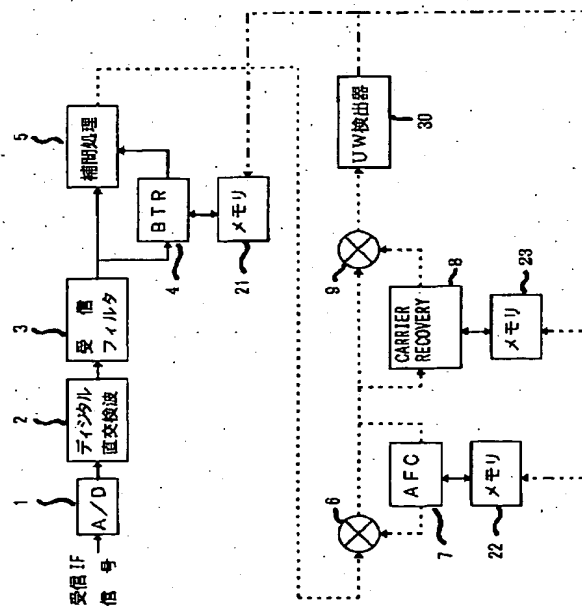 受信IF
信 号
1
A/D
2
ディジタル
直交検波
3
受 信
フィルタ
5
補間処理
BTR
4
メモリ
21
6
AFC
7
メモリ
22
9
CARRIER
RECOVERY
8
メモリ
23
UW検出器
30